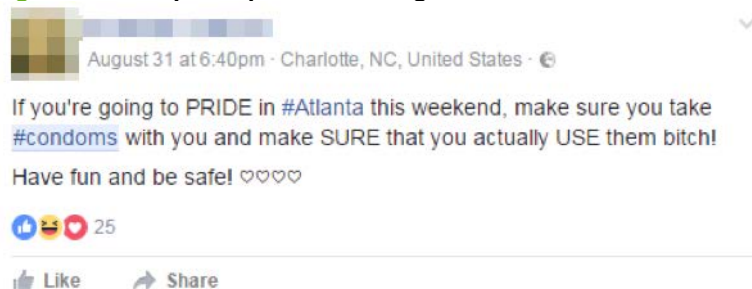 August 31 at 6:40pm · Charlotte, NC, United States ·
If you're going to PRIDE in #Atlanta this weekend, make sure you take
#condoms with you and make SURE that you actually USE them bitch!
Have fun and be safe! ♡♡♡♡
25
Like Share